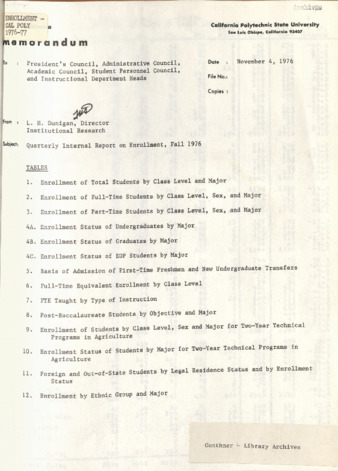 Archives
ENROLLMENT -
CAL POLY
1976-77
Memorandum
California Polytechnic State University
San Luis Obispo, California 93407
To : President's Council, Administrative Council,
Academic Council, Student Personnel Council,
and Instructional Department Heads
Date : November 4, 1976
File No.:
Copies :
From : L. H. Dunigan, Director
Institutional Research
Subject: Quarterly Internal Report on Enrollment, Fall 1976
TABLES
1. Enrollment of Total Students by Class Level and Major
2. Enrollment of Full-Time Students by Class Level, Sex, and Major
3. Enrollment of Part-Time Students by Class Level, Sex, and Major
4A. Enrollment Status of Undergraduates by Major
4B. Enrollment Status of Graduates by Major
4C. Enrollment Status of EOP Students by Major
5. Basis of Admission of First-Time Freshmen and New Undergraduate Transfers
6. Full-Time Equivalent Enrollment by Class Level
7. FTE Taught by Type of Instruction
8. Post-Baccalaureate Students by Objective and Major
9. Enrollment of Students by Class Level, Sex and Major for Two-Year Technical
Programs in Agriculture
10. Enrollment Status of Students by Major for Two-Year Technical Programs in
Agriculture
11. Foreign and Out-of-State Students by Legal Residence Status and by Enrollment
Status
12. Enrollment by Ethnic Group and Major
- Library Archives